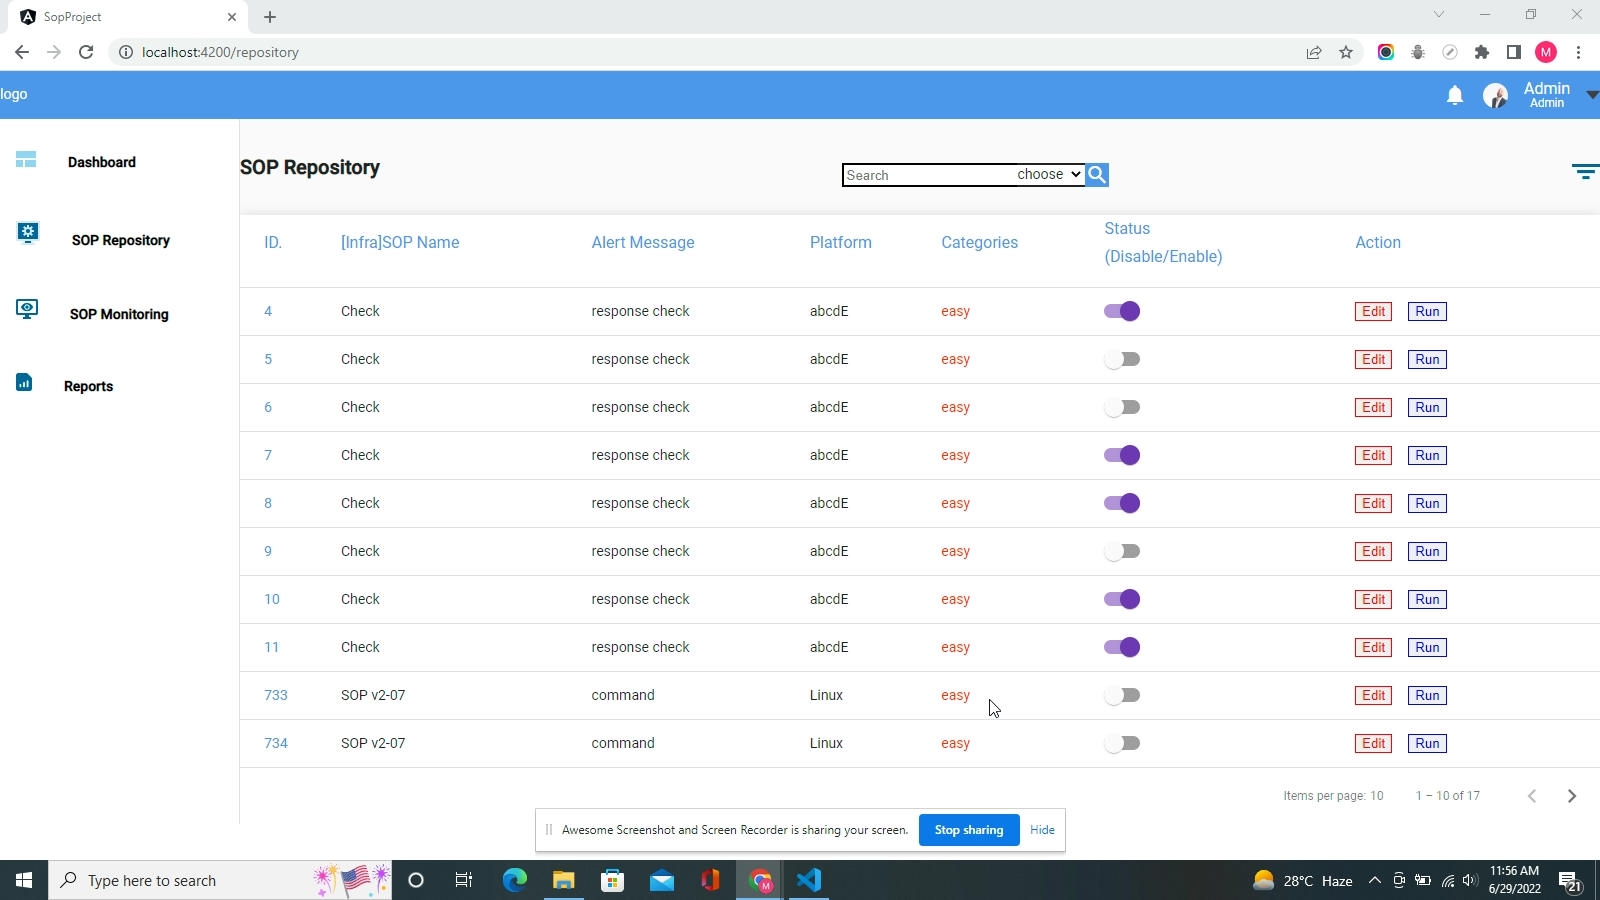 SopProject
localhost:4200/repository
M
logo
Admin
Admin
Dashboard
SOP Repository
SOP Monitoring
Reports
SOP Repository
Search choose
ID. [Infra]SOP Name Alert Message Platform Categories Status (Disable/Enable) Action
4 Check response check abcdE easy Edit Run
5 Check response check abcdE easy Edit Run
6 Check response check abcdE easy Edit Run
7 Check response check abcdE easy Edit Run
8 Check response check abcdE easy Edit Run
9 Check response check abcdE easy Edit Run
10 Check response check abcdE easy Edit Run
11 Check response check abcdE easy Edit Run
733 SOP v2-07 command Linux easy Edit Run
734 SOP v2-07 command Linux easy Edit Run
Items per page: 10 1 – 10 of 17
Awesome Screenshot and Screen Recorder is sharing your screen. Stop sharing Hide
Type here to search
M
28°C Haze
11:56 AM
6/29/2022
21